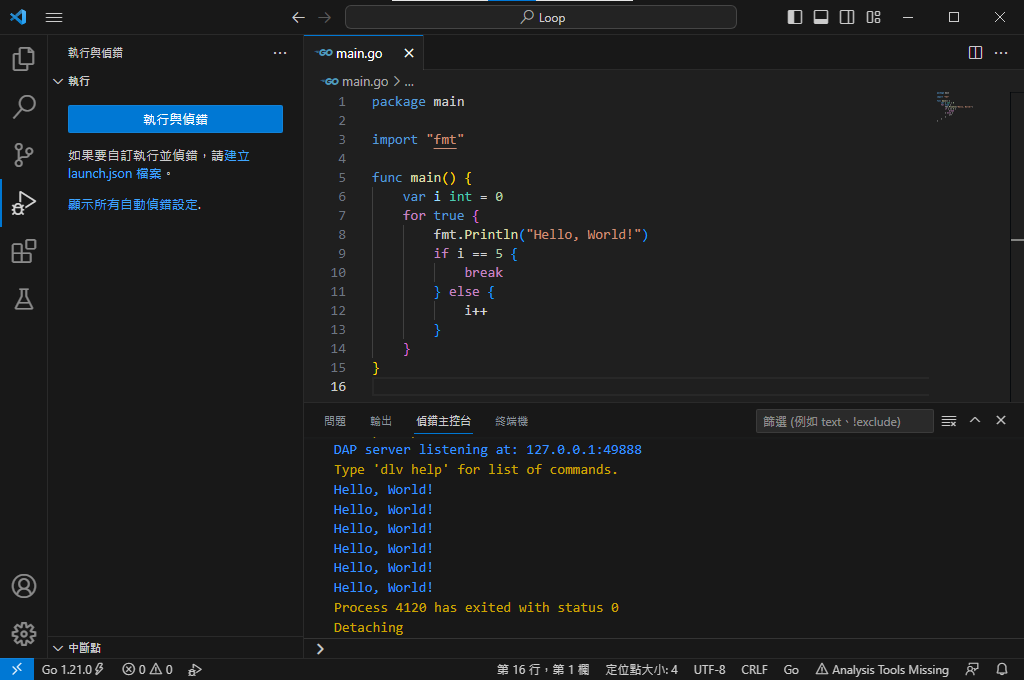 Loop
執行與偵錯
執行
執行與偵錯
如果要自訂執行並偵錯，請建立
launch.json 檔案。
顯示所有自動偵錯設定.
中斷點
GO main.go
GO main.go > ...
1 package main
2
3 import "fmt"
4
5 func main() {
6 var i int = 0
7 for true {
8 fmt.Println("Hello, World!")
9 if i == 5 {
10 break
11 } else {
12 i++
13 }
14 }
15 }
16
問題 輸出 偵錯主控台 終端機 篩選 (例如 text、!exclude)
DAP server listening at: 127.0.0.1:49888
Type 'dlv help' for list of commands.
Hello, World!
Hello, World!
Hello, World!
Hello, World!
Hello, World!
Hello, World!
Process 4120 has exited with status 0
Detaching
Go 1.21.0 0 0 第 16 行，第 1 欄 定位點大小: 4 UTF-8 CRLF Go Analysis Tools Missing